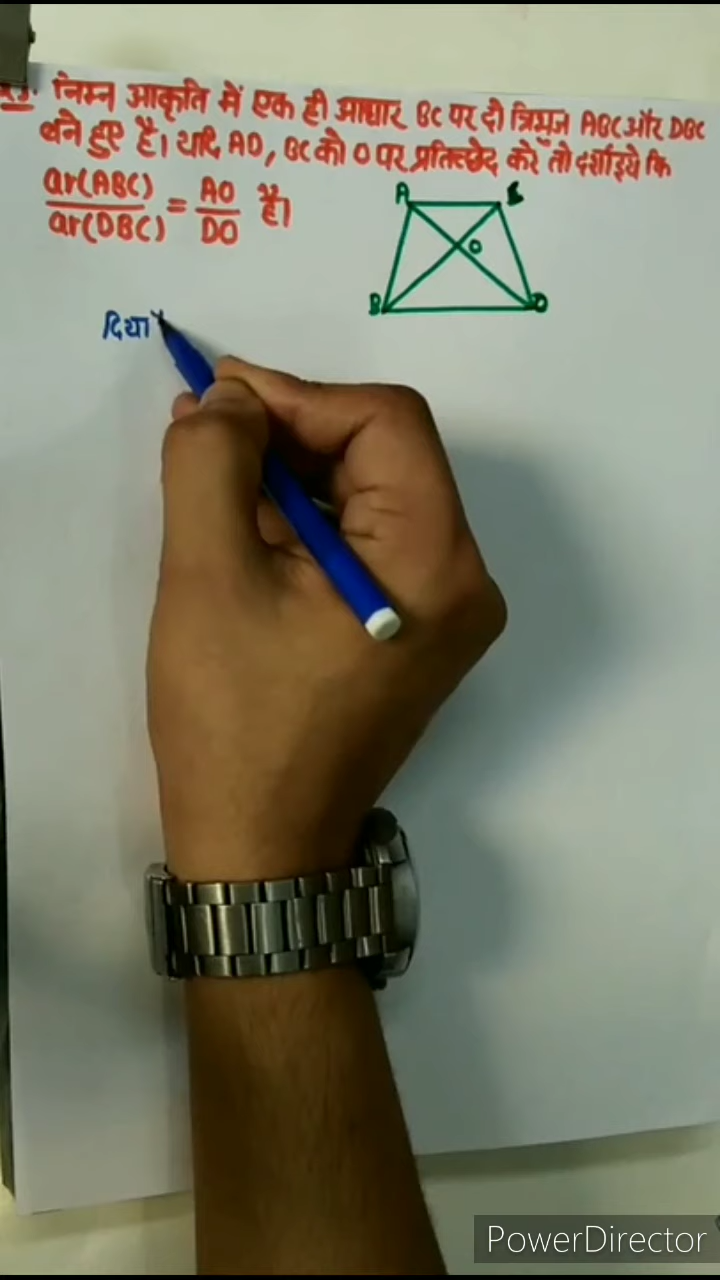 निम्न आकृति में एक ही आधार BC पर दो त्रिभुज ABC और DBC
बने हुए है। यदि AD, BC को O पर प्रतिच्छेद करे तो दर्शाइये कि
ar(ABC)/ar(DBC) = AO/DO है।
A
O
B D
दिया
PowerDirector